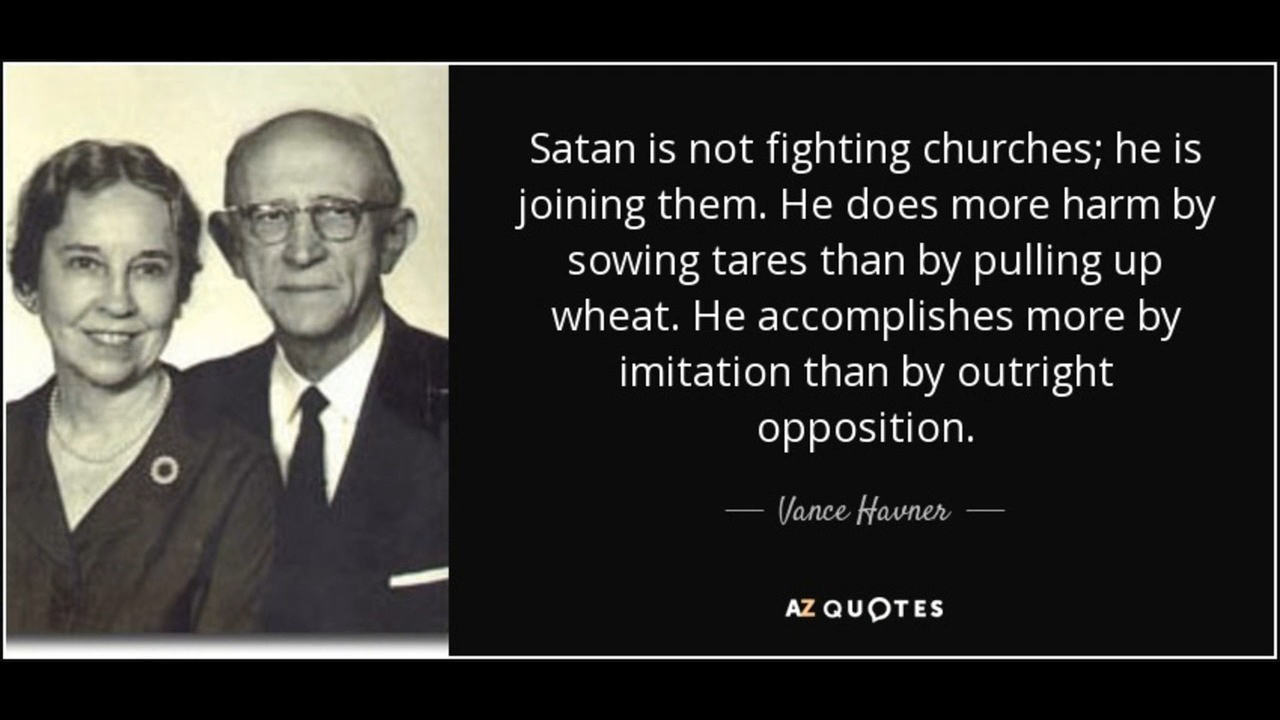 Satan is not fighting churches; he is
joining them. He does more harm by
sowing tares than by pulling up
wheat. He accomplishes more by
imitation than by outright
opposition.
Vance Havner
AZ QUOTES